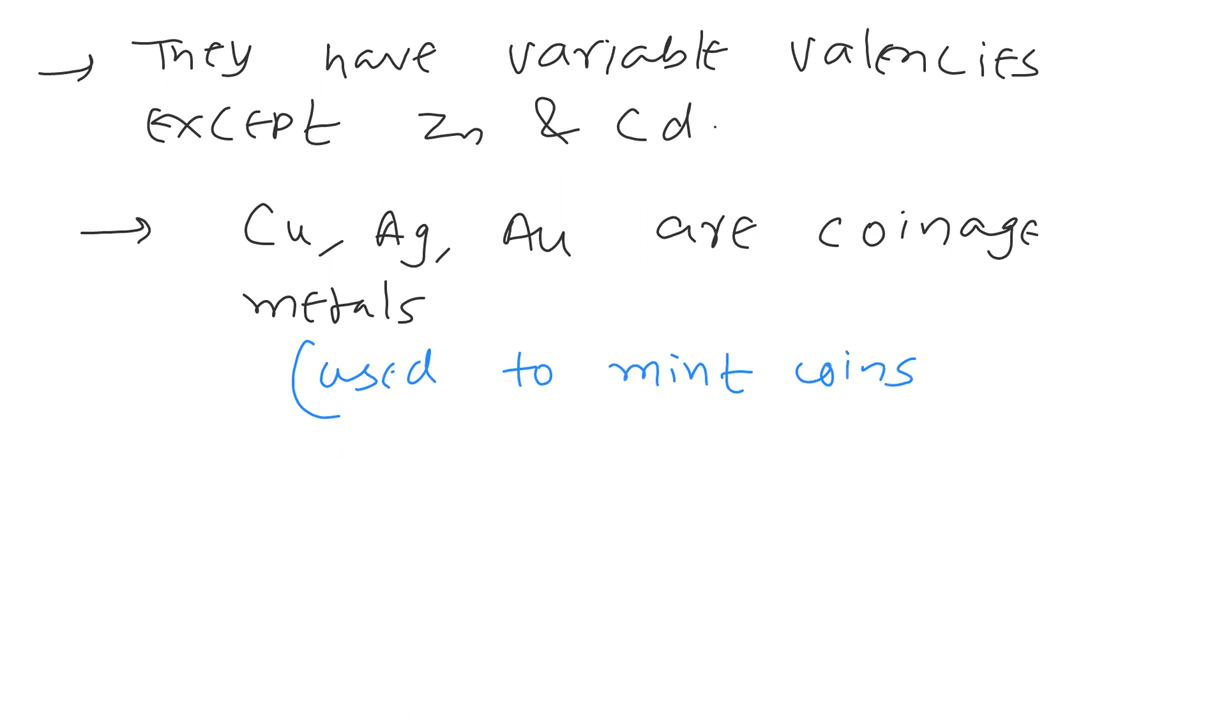 → They have variable valencies
except Zn & Cd.
→ Cu, Ag, Au are coinage
metals
(used to mint coins